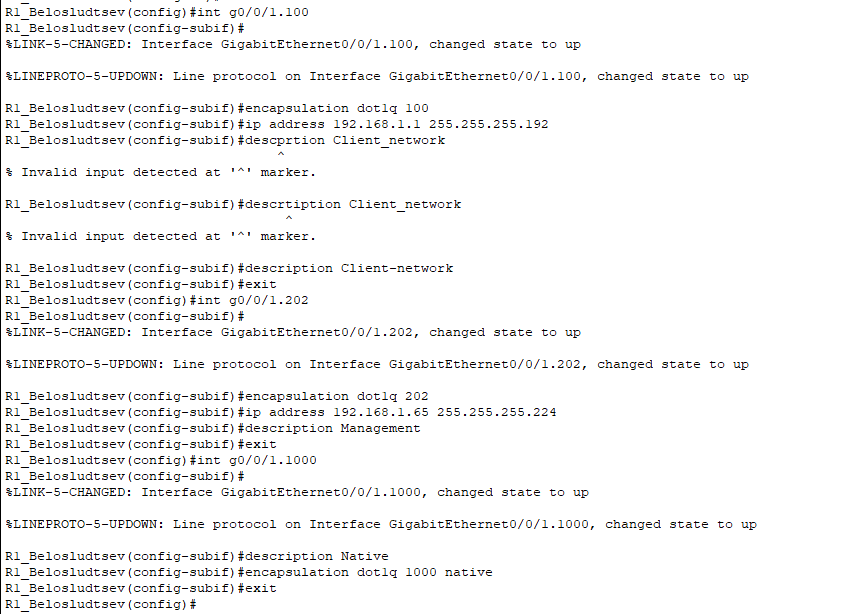 R1_Belosludtsev(config)#int g0/0/1.100
R1_Belosludtsev(config-subif)#
%LINK-5-CHANGED: Interface GigabitEthernet0/0/1.100, changed state to up
%LINEPROTO-5-UPDOWN: Line protocol on Interface GigabitEthernet0/0/1.100, changed state to up
R1_Belosludtsev(config-subif)#encapsulation dot1q 100
R1_Belosludtsev(config-subif)#ip address 192.168.1.1 255.255.255.192
R1_Belosludtsev(config-subif)#descprtion Client_network
^
% Invalid input detected at '^' marker.
R1_Belosludtsev(config-subif)#descrtiption Client_network
^
% Invalid input detected at '^' marker.
R1_Belosludtsev(config-subif)#description Client-network
R1_Belosludtsev(config-subif)#exit
R1_Belosludtsev(config)#int g0/0/1.202
R1_Belosludtsev(config-subif)#
%LINK-5-CHANGED: Interface GigabitEthernet0/0/1.202, changed state to up
%LINEPROTO-5-UPDOWN: Line protocol on Interface GigabitEthernet0/0/1.202, changed state to up
R1_Belosludtsev(config-subif)#encapsulation dot1q 202
R1_Belosludtsev(config-subif)#ip address 192.168.1.65 255.255.255.224
R1_Belosludtsev(config-subif)#description Management
R1_Belosludtsev(config-subif)#exit
R1_Belosludtsev(config)#int g0/0/1.1000
R1_Belosludtsev(config-subif)#
%LINK-5-CHANGED: Interface GigabitEthernet0/0/1.1000, changed state to up
%LINEPROTO-5-UPDOWN: Line protocol on Interface GigabitEthernet0/0/1.1000, changed state to up
R1_Belosludtsev(config-subif)#description Native
R1_Belosludtsev(config-subif)#encapsulation dot1q 1000 native
R1_Belosludtsev(config-subif)#exit
R1_Belosludtsev(config)#